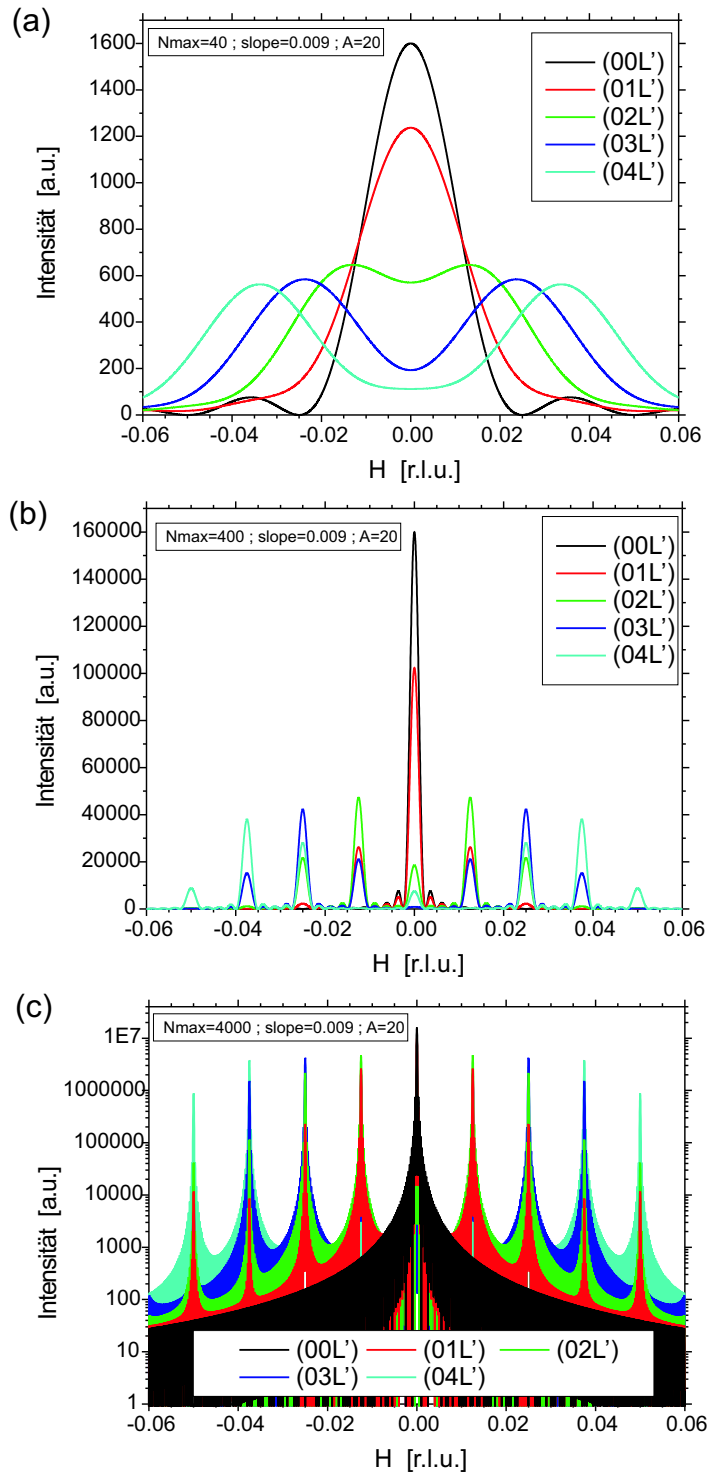 (a)
Nmax=40 ; slope=0.009 ; A=20
(00L')
(01L')
(02L')
(03L')
(04L')
1600
1400
1200
1000
800
600
400
200
0
Intensität [a.u.]
-0.06 -0.04 -0.02 0.00 0.02 0.04 0.06
H [r.l.u.]
(b)
Nmax=400 ; slope=0.009 ; A=20
(00L')
(01L')
(02L')
(03L')
(04L')
160000
140000
120000
100000
80000
60000
40000
20000
0
Intensität [a.u.]
-0.06 -0.04 -0.02 0.00 0.02 0.04 0.06
H [r.l.u.]
(c)
Nmax=4000 ; slope=0.009 ; A=20
1E7
1000000
100000
10000
1000
100
10
1
Intensität [a.u.]
(00L') (01L') (02L')
(03L') (04L')
-0.06 -0.04 -0.02 0.00 0.02 0.04 0.06
H [r.l.u.]